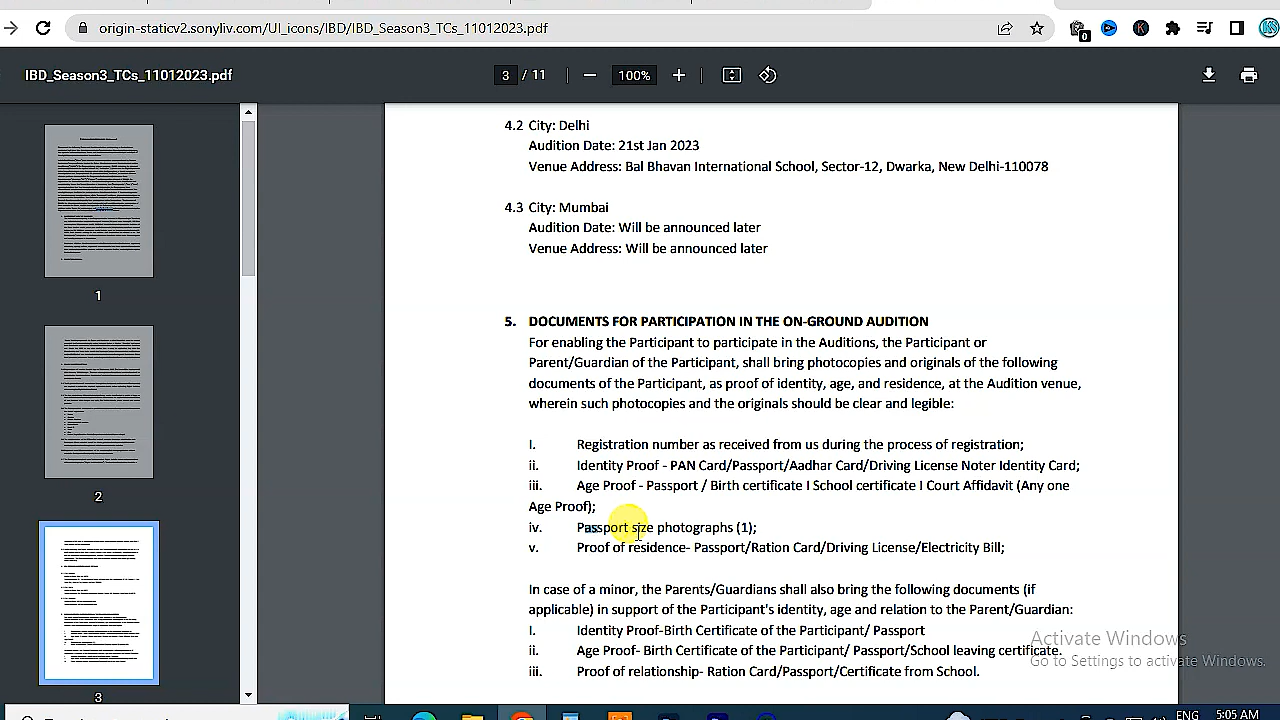 origin-staticv2.sonyliv.com/UI_icons/IBD/IBD_Season3_TCs_11012023.pdf
0
K
IBD_Season3_TCs_11012023.pdf
3 / 11
100%
4.2 City: Delhi
Audition Date: 21st Jan 2023
Venue Address: Bal Bhavan International School, Sector-12, Dwarka, New Delhi-110078
4.3 City: Mumbai
Audition Date: Will be announced later
Venue Address: Will be announced later
5. DOCUMENTS FOR PARTICIPATION IN THE ON-GROUND AUDITION
For enabling the Participant to participate in the Auditions, the Participant or
Parent/Guardian of the Participant, shall bring photocopies and originals of the following
documents of the Participant, as proof of identity, age, and residence, at the Audition venue,
wherein such photocopies and the originals should be clear and legible:
I. Registration number as received from us during the process of registration;
ii. Identity Proof - PAN Card/Passport/Aadhar Card/Driving License Noter Identity Card;
iii. Age Proof - Passport / Birth certificate I School certificate I Court Affidavit (Any one
Age Proof);
iv. Passport size photographs (1);
v. Proof of residence- Passport/Ration Card/Driving License/Electricity Bill;
In case of a minor, the Parents/Guardians shall also bring the following documents (if
applicable) in support of the Participant's identity, age and relation to the Parent/Guardian:
I. Identity Proof-Birth Certificate of the Participant/ Passport
ii. Age Proof- Birth Certificate of the Participant/ Passport/School leaving certificate.
iii. Proof of relationship- Ration Card/Passport/Certificate from School.
1
2
3
Activate Windows
Go to Settings to activate Windows.
ENG
5:05 AM